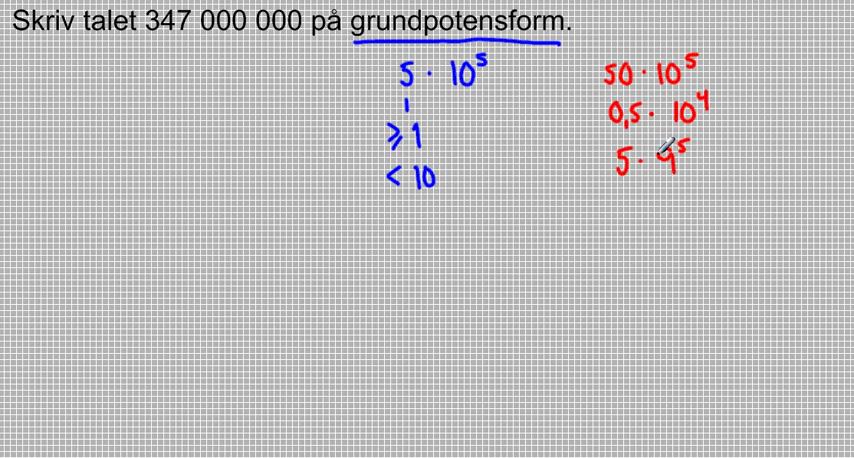 Skriv talet 347 000 000 på grundpotensform.
5 · 10⁵
≥ 1
< 10
50 · 10⁵
0,5 · 10⁴
5 · 9⁵